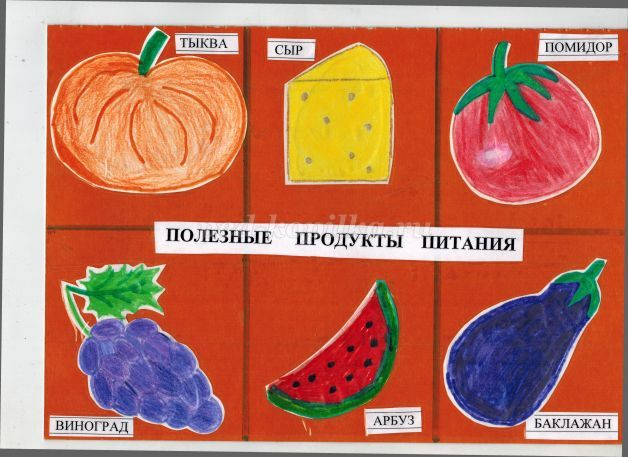 ТЫКВА
СЫР
ПОМИДОР
ПОЛЕЗНЫЕ ПРОДУКТЫ ПИТАНИЯ
ВИНОГРАД
АРБУЗ
БАКЛАЖАН